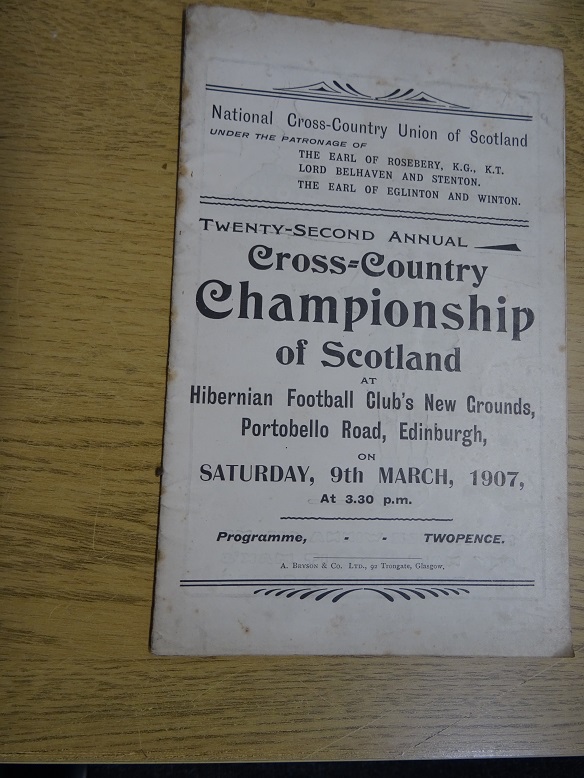 National Cross-Country Union of Scotland
UNDER THE PATRONAGE OF
THE EARL OF ROSEBERY, K.G., K.T.
LORD BELHAVEN AND STENTON.
THE EARL OF EGLINTON AND WINTON.
TWENTY-SECOND ANNUAL
Cross=Country
Championship
of Scotland
AT
Hibernian Football Club's New Grounds,
Portobello Road, Edinburgh,
ON
SATURDAY, 9th MARCH, 1907,
At 3.30 p.m.
Programme, - - TWOPENCE.
A. BRYSON & CO. LTD., 92 Trongate, Glasgow.